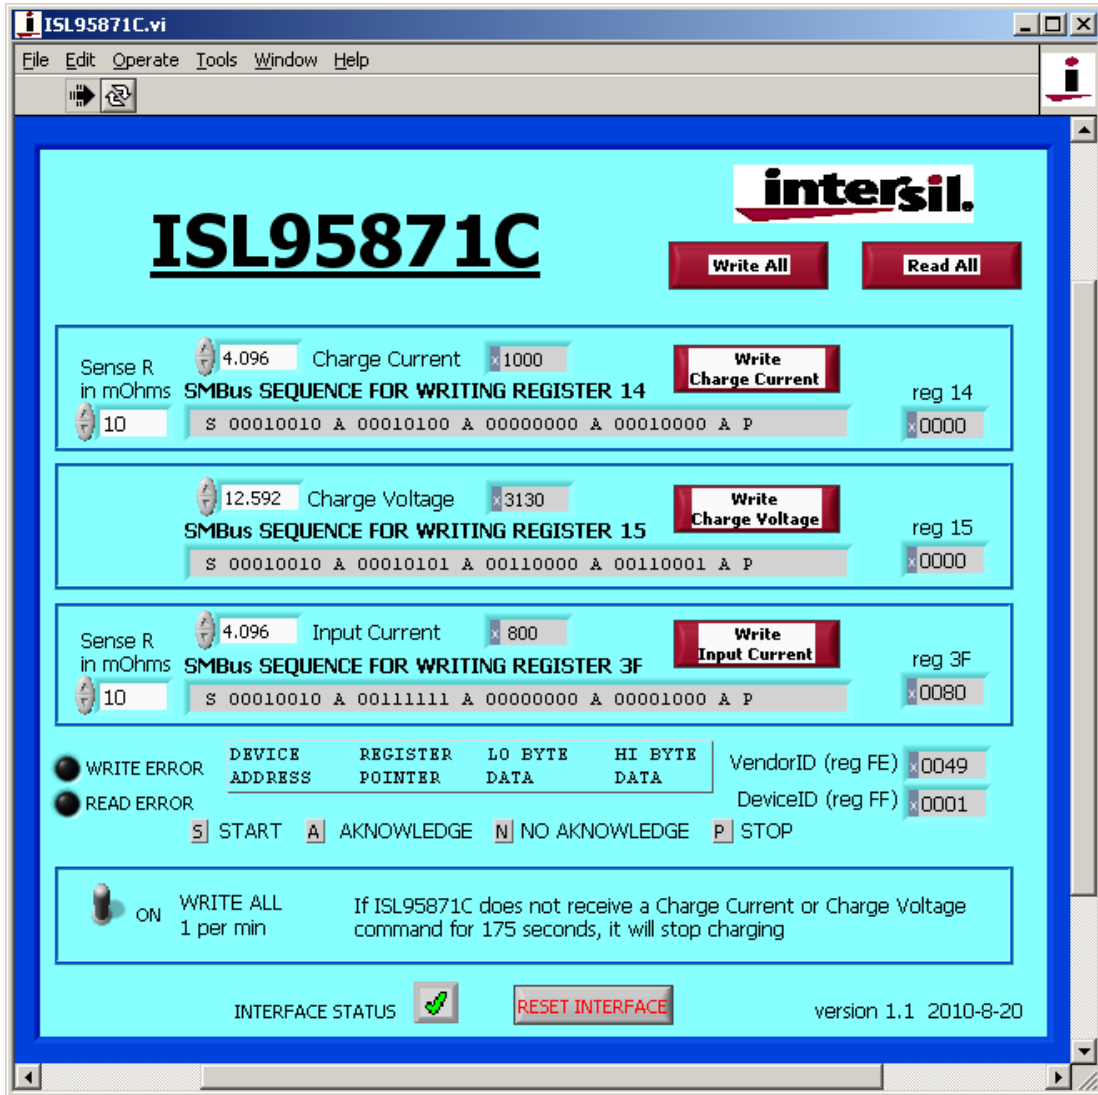 ISL95871C.vi
File Edit Operate Tools Window Help
i
intersil.
ISL95871C
Write All
Read All
4.096 Charge Current x 1000
Write
Charge Current
Sense R
in mOhms
SMBus SEQUENCE FOR WRITING REGISTER 14
reg 14
10
S 00010010 A 00010100 A 00000000 A 00010000 A P
x 0000
12.592 Charge Voltage x 3130
Write
Charge Voltage
SMBus SEQUENCE FOR WRITING REGISTER 15
reg 15
S 00010010 A 00010101 A 00110000 A 00110001 A P
x 0000
4.096 Input Current x 800
Write
Input Current
Sense R
in mOhms
SMBus SEQUENCE FOR WRITING REGISTER 3F
reg 3F
10
S 00010010 A 00111111 A 00000000 A 00001000 A P
x 0080
WRITE ERROR
READ ERROR
DEVICE REGISTER LO BYTE HI BYTE
ADDRESS POINTER DATA DATA
VendorID (reg FE) x 0049
DeviceID (reg FF) x 0001
S START A AKNOWLEDGE N NO AKNOWLEDGE P STOP
ON
WRITE ALL
1 per min
If ISL95871C does not receive a Charge Current or Charge Voltage
command for 175 seconds, it will stop charging
INTERFACE STATUS
RESET INTERFACE
version 1.1 2010-8-20